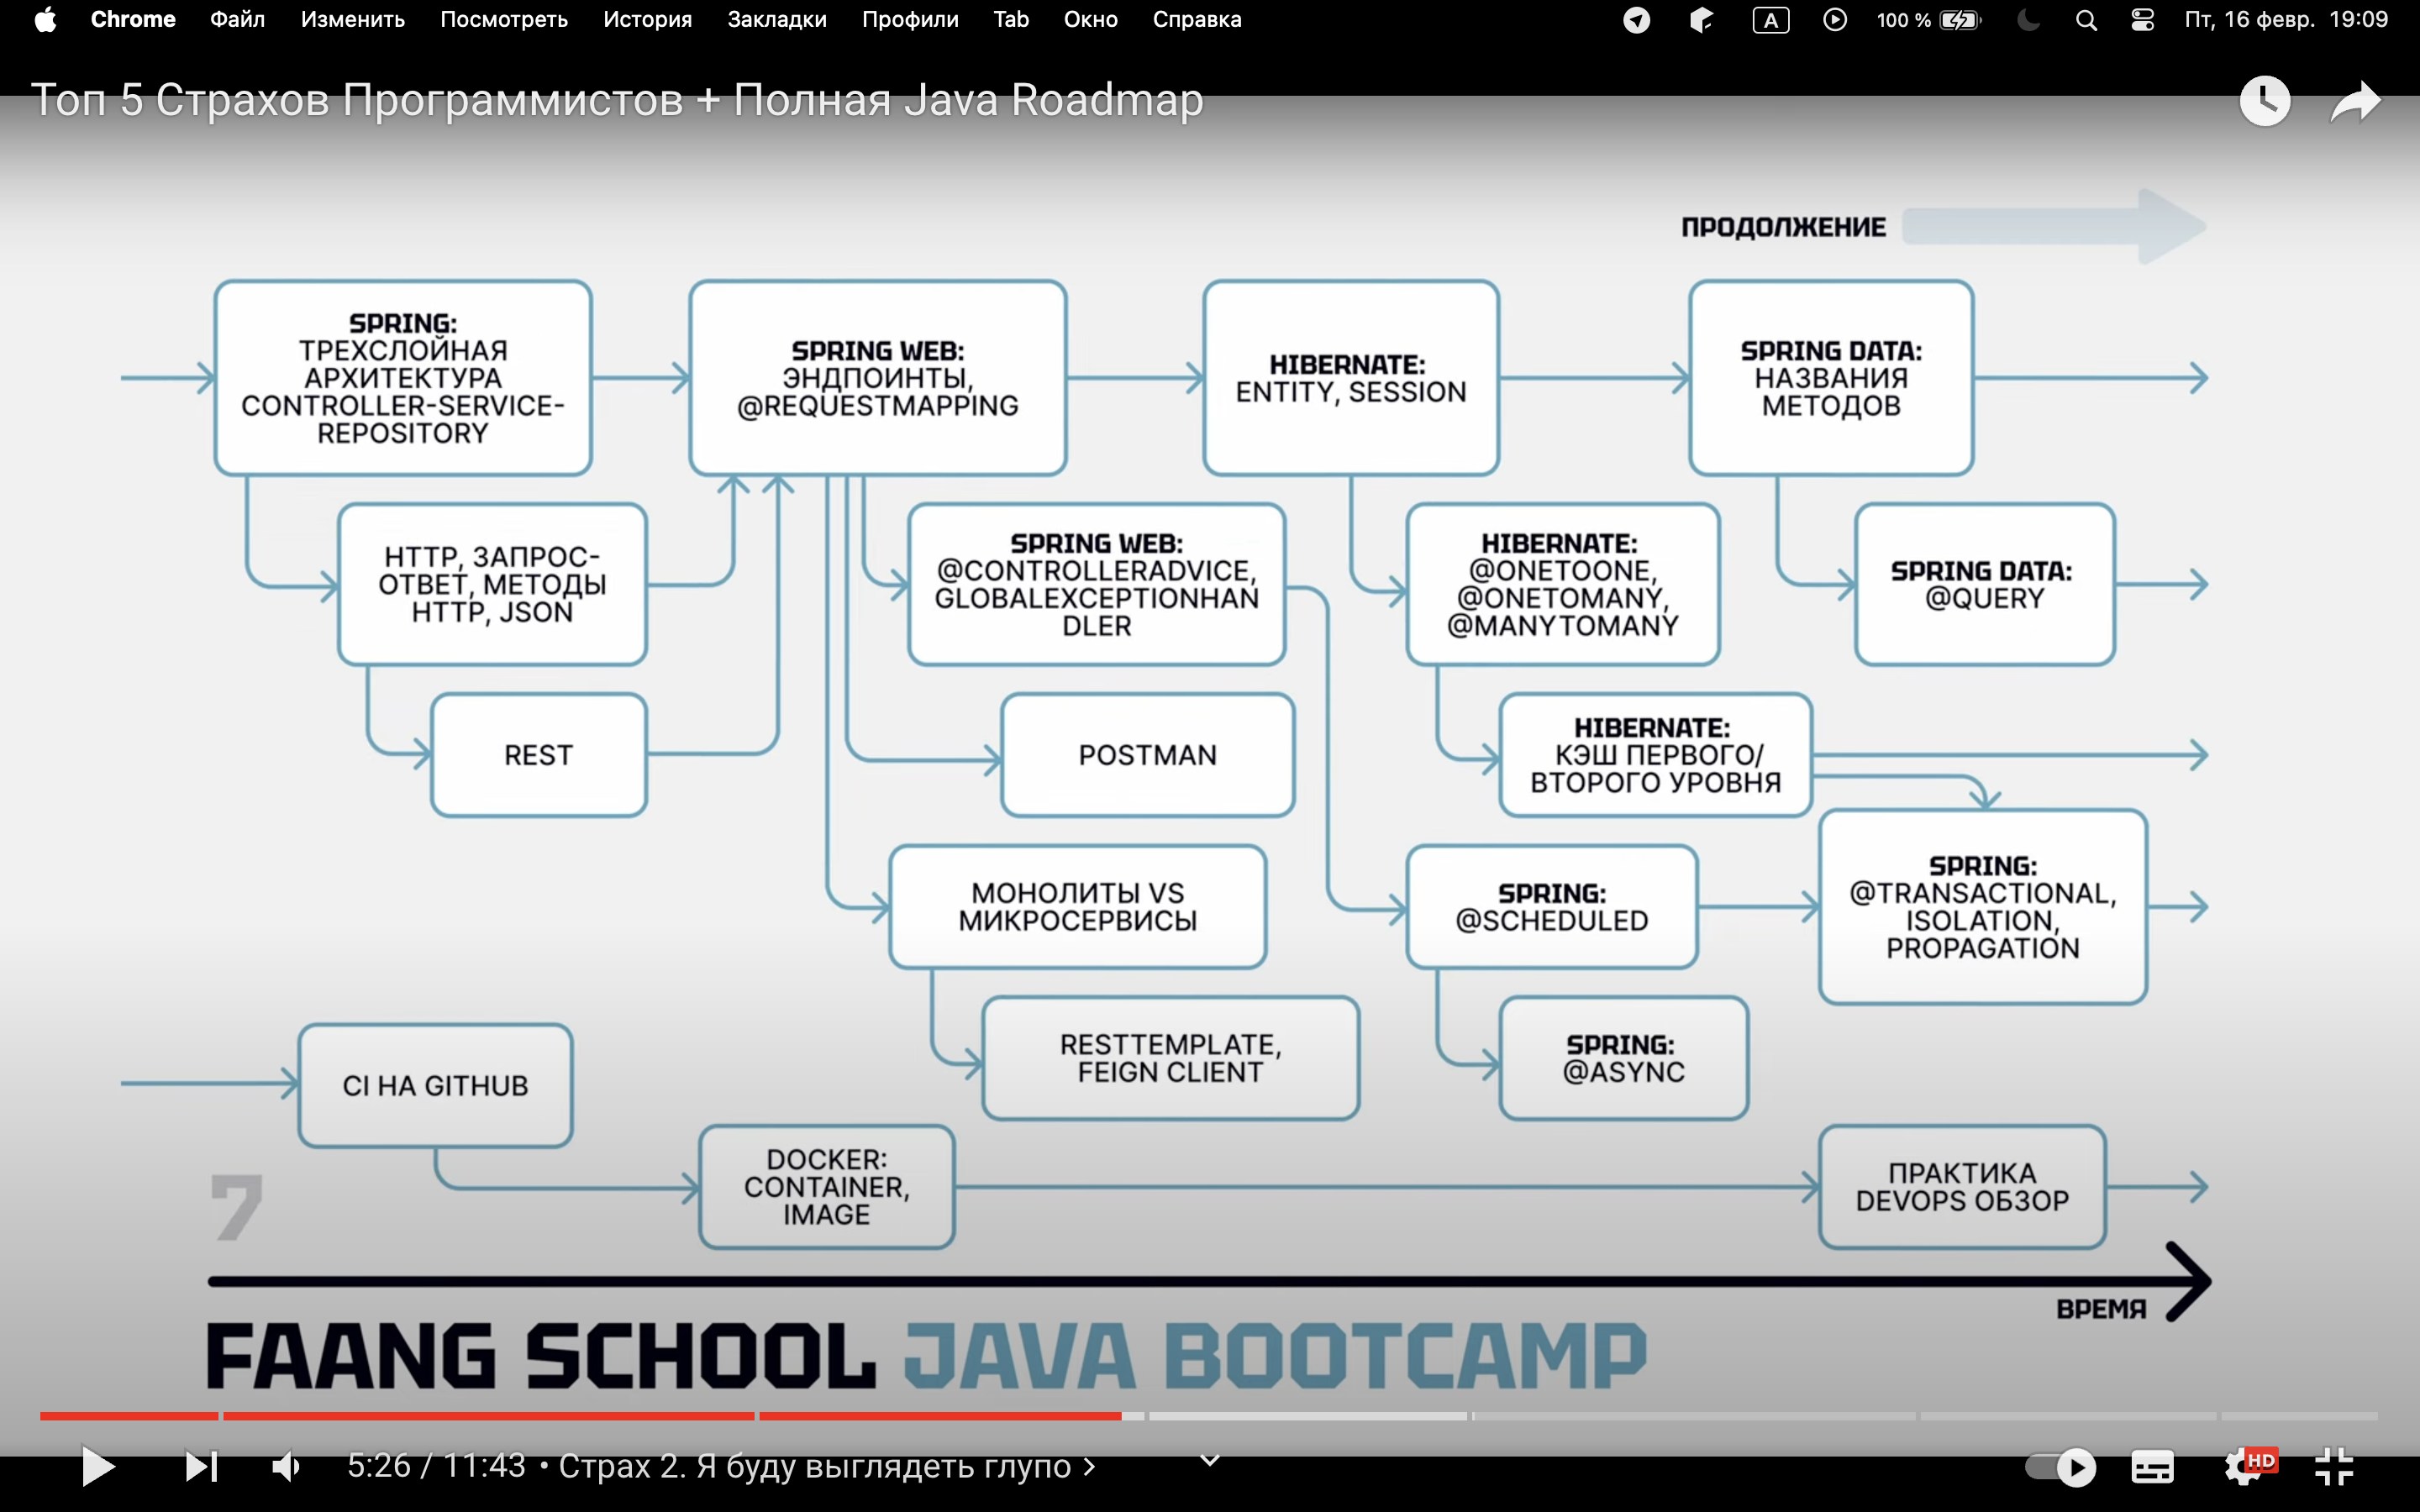 Chrome Файл Изменить Посмотреть История Закладки Профили Tab Окно Справка A 100 % Пт, 16 февр. 19:09
Топ 5 Страхов Программистов + Полная Java Roadmap
ПРОДОЛЖЕНИЕ
SPRING:
ТРЕХСЛОЙНАЯ
АРХИТЕКТУРА
CONTROLLER-SERVICE-
REPOSITORY
SPRING WEB:
ЭНДПОИНТЫ,
@REQUESTMAPPING
HIBERNATE:
ENTITY, SESSION
SPRING DATA:
НАЗВАНИЯ
МЕТОДОВ
HTTP, ЗАПРОС-
ОТВЕТ, МЕТОДЫ
HTTP, JSON
SPRING WEB:
@CONTROLLERADVICE,
GLOBALEXCEPTIONHAN
DLER
HIBERNATE:
@ONETOONE,
@ONETOMANY,
@MANYTOMANY
SPRING DATA:
@QUERY
REST
POSTMAN
HIBERNATE:
КЭШ ПЕРВОГО/
ВТОРОГО УРОВНЯ
МОНОЛИТЫ VS
МИКРОСЕРВИСЫ
SPRING:
@SCHEDULED
SPRING:
@TRANSACTIONAL,
ISOLATION,
PROPAGATION
CI НА GITHUB
RESTTEMPLATE,
FEIGN CLIENT
SPRING:
@ASYNC
DOCKER:
CONTAINER,
IMAGE
ПРАКТИКА
DEVOPS ОБЗОР
7
ВРЕМЯ
FAANG SCHOOL JAVA BOOTCAMP
5:26 / 11:43 • Страх 2. Я буду выглядеть глупо >
HD